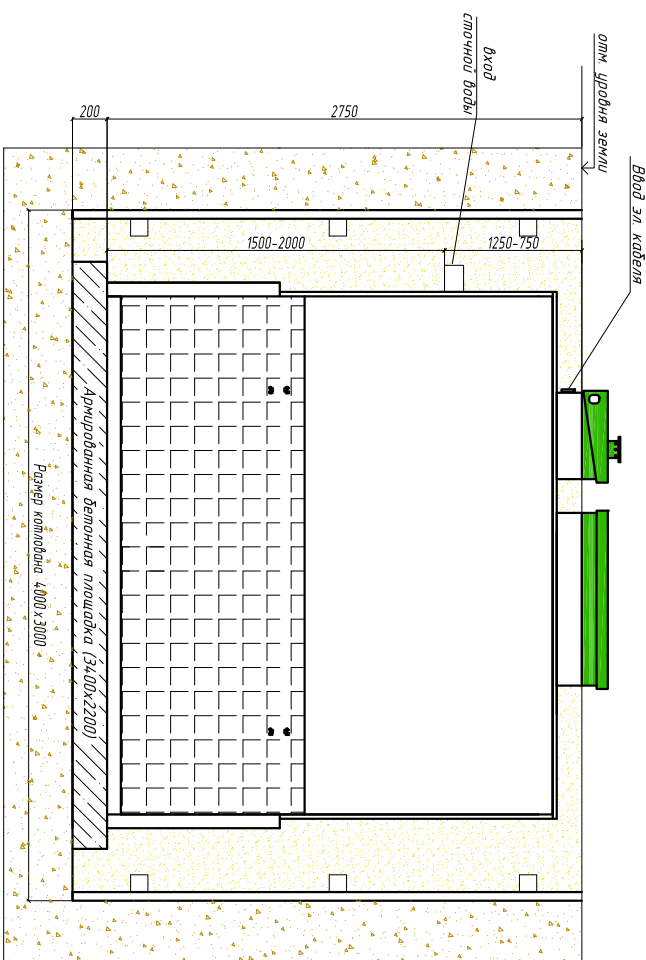 вход
сточной воды
отм. уровня земли
Ввод эл. кабеля
200
2750
1500-2000
1250-750
Армированная бетонная площадка (3400х2200)
Размер котлована 4000х3000